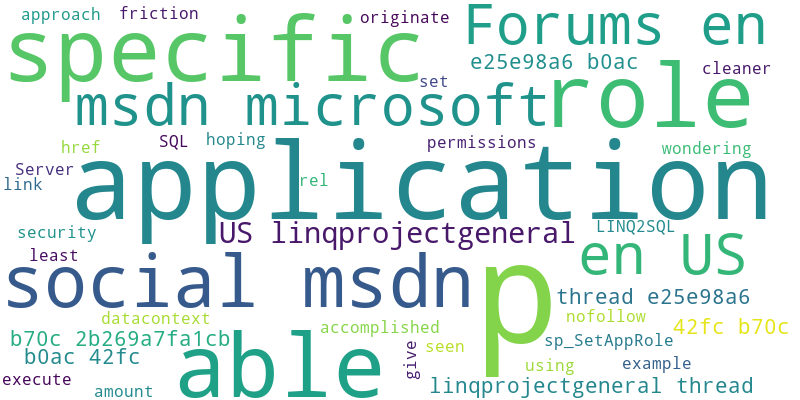 approach friction originate Forums en
specific e25e98a6 b0ac cleaner
set
msdn microsoft role
href SQL hoping permissions wondering
Server application
link rel
security US linqprojectgeneral LINQ2SQL
least en US
social msdn p thread e25e98a6
datacontext nofollow
b70c 2b269a7fa1cb able accomplished 42fc b70c
b0ac 42fc give seen using sp_SetAppRole
execute example
amount linqprojectgeneral thread